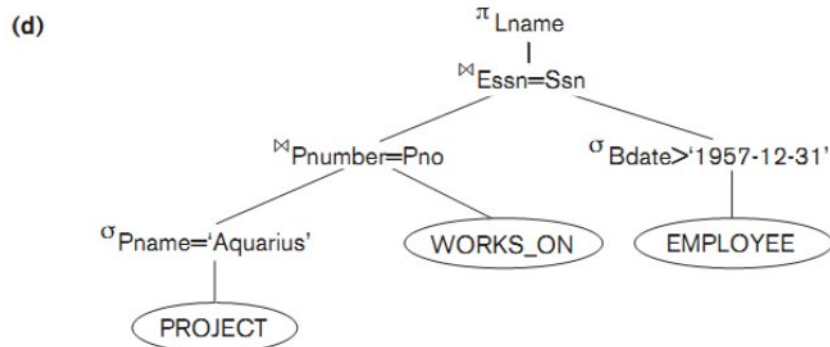 (d)
π Lname
⋈ Essn=Ssn
⋈ Pnumber=Pno
σ Bdate>‘1957-12-31’
σ Pname=‘Aquarius’
WORKS_ON
EMPLOYEE
PROJECT